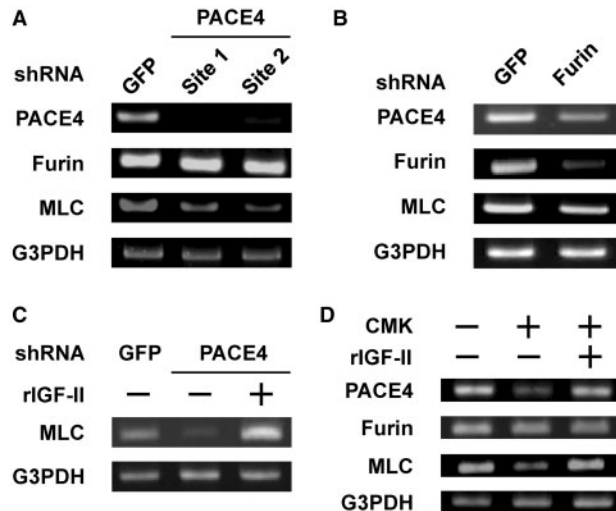 A
PACE4
shRNA GFP Site 1 Site 2
PACE4
Furin
MLC
G3PDH
B
shRNA GFP Furin
PACE4
Furin
MLC
G3PDH
C
shRNA GFP PACE4
rIGF-II − − +
MLC
G3PDH
D
CMK − + +
rIGF-II − − +
PACE4
Furin
MLC
G3PDH